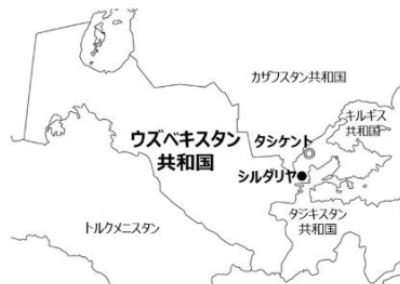 カザフスタン共和国
キルギス
共和国
ウズベキスタン
共和国
タシケント
シルダリヤ
トルクメニスタン
タジキスタン
共和国